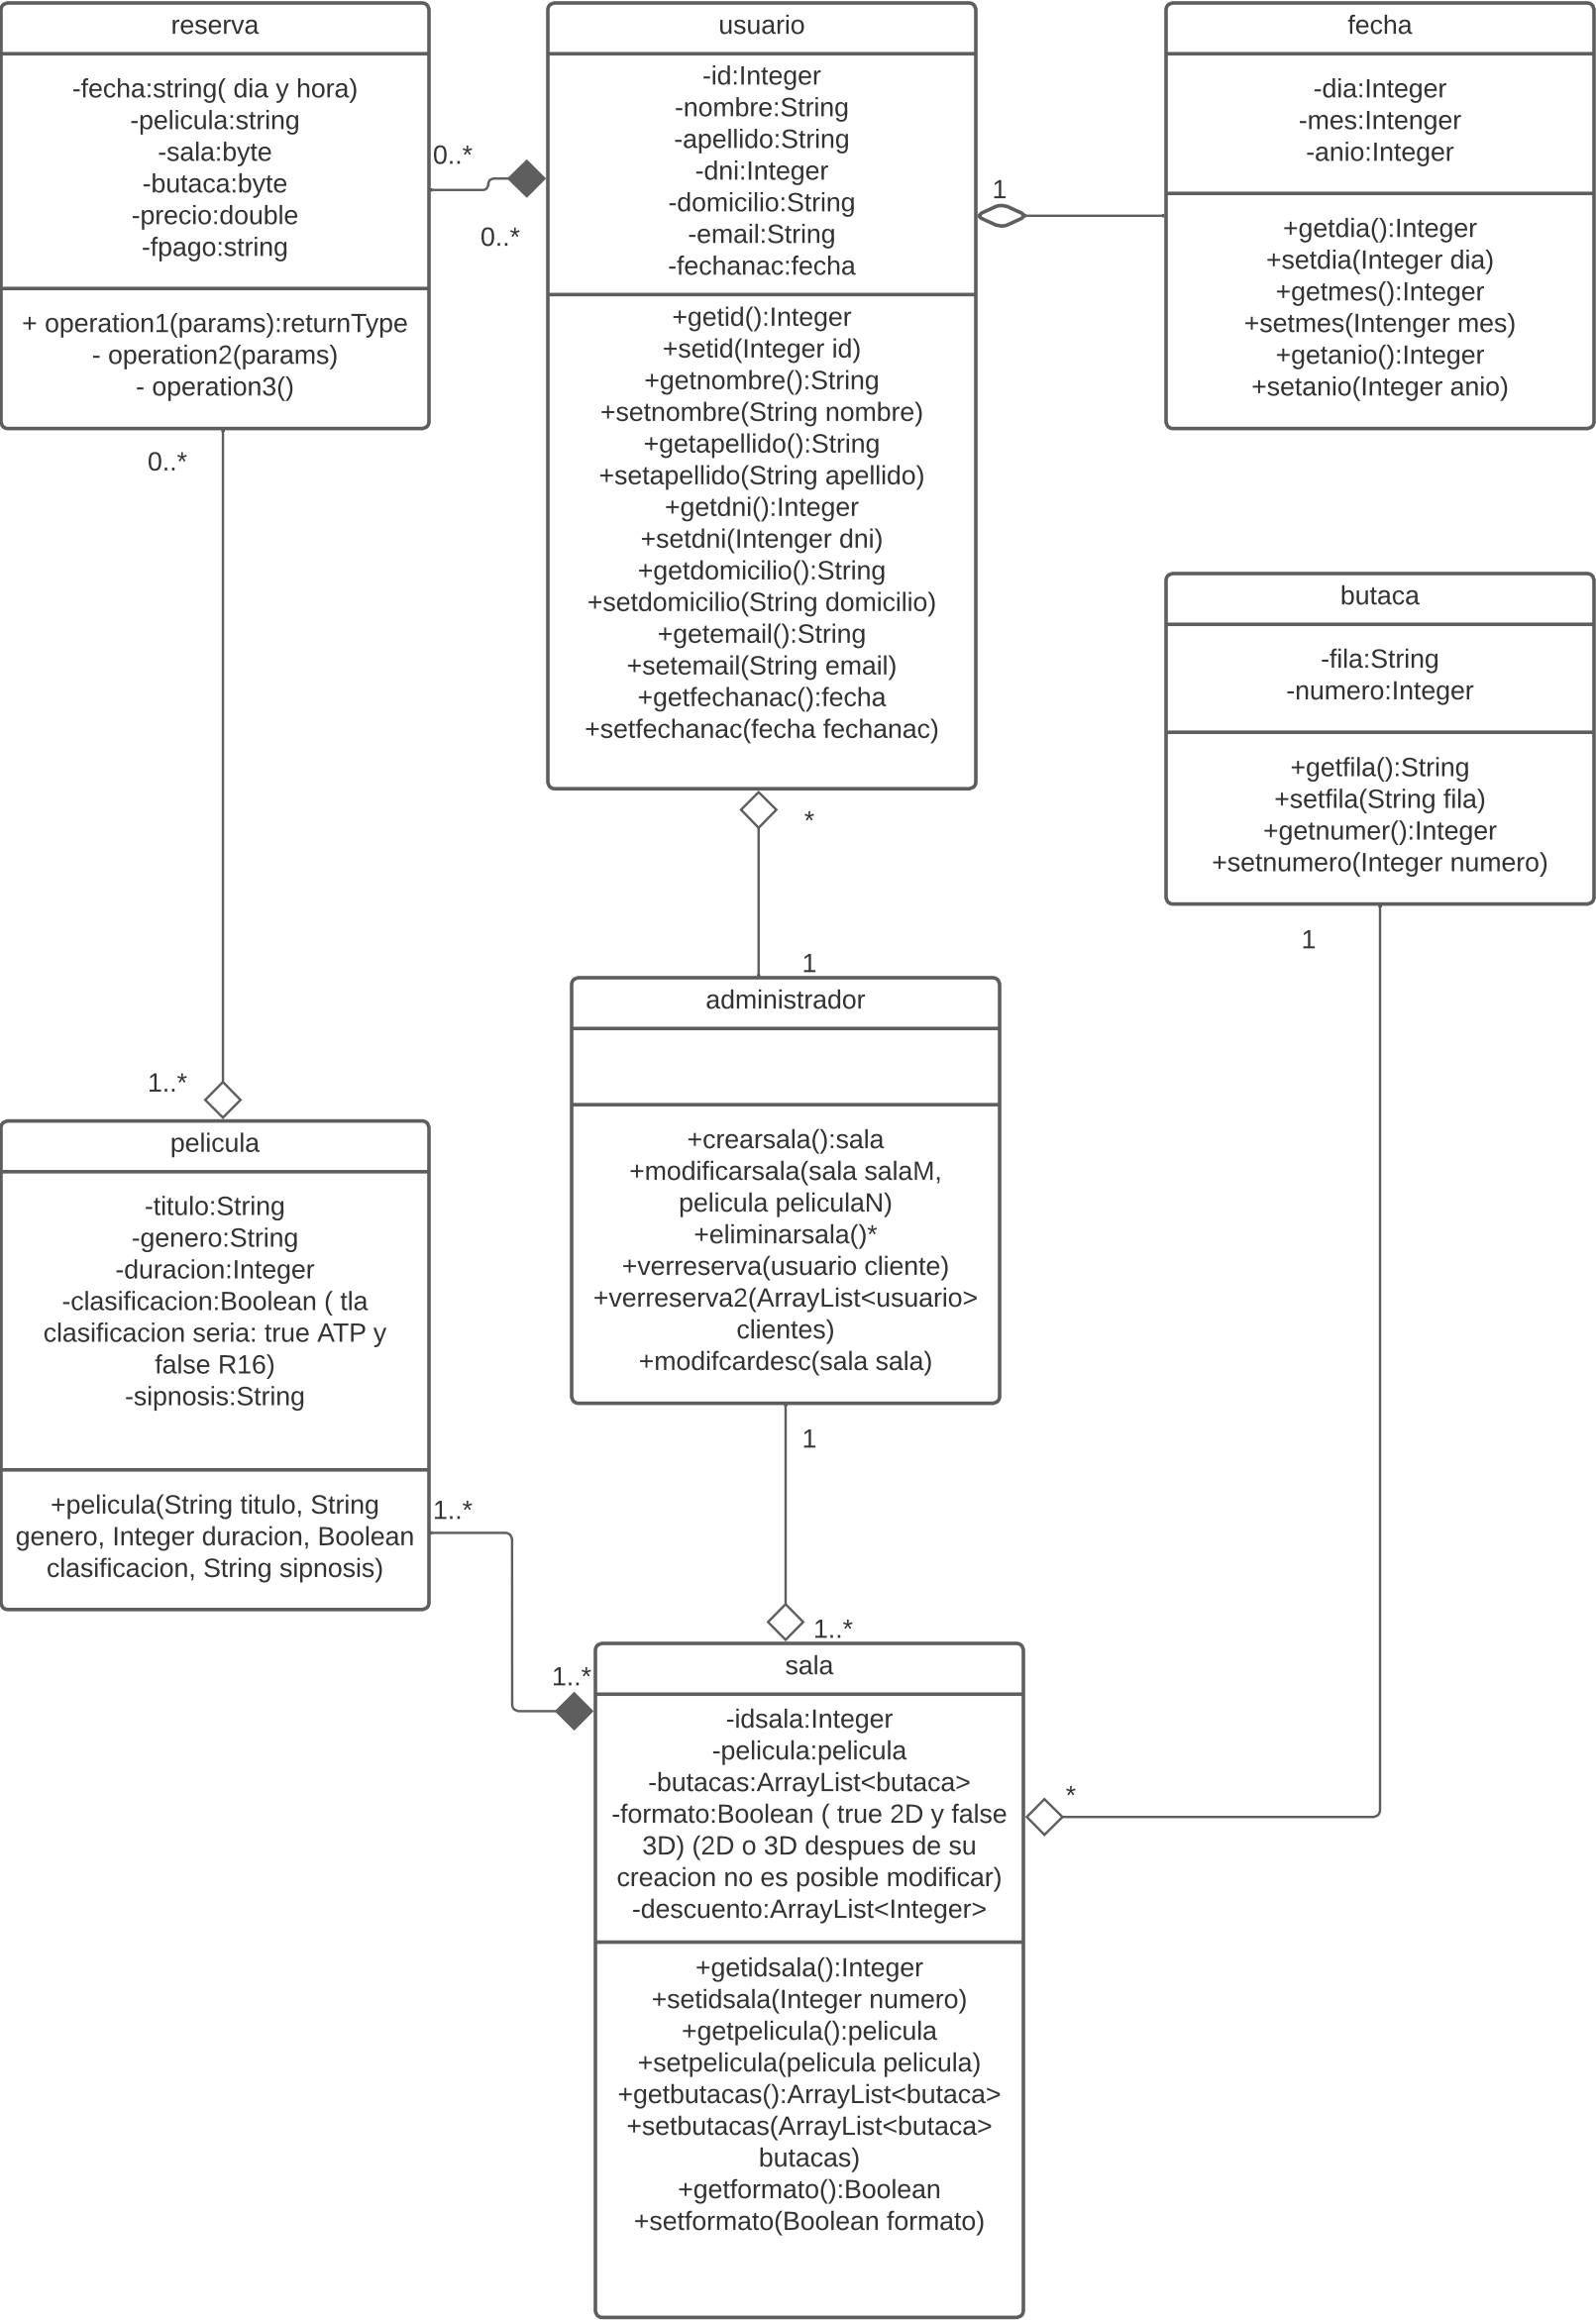 reserva
-fecha:string( dia y hora)
-pelicula:string
-sala:byte
-butaca:byte
-precio:double
-fpago:string
+ operation1(params):returnType
- operation2(params)
- operation3()
0..*
0..*
usuario
-id:Integer
-nombre:String
-apellido:String
-dni:Integer
-domicilio:String
-email:String
-fechanac:fecha
+getid():Integer
+setid(Integer id)
+getnombre():String
+setnombre(String nombre)
+getapellido():String
+setapellido(String apellido)
+getdni():Integer
+setdni(Intenger dni)
+getdomicilio():String
+setdomicilio(String domicilio)
+getemail():String
+setemail(String email)
+getfechanac():fecha
+setfechanac(fecha fechanac)
1
fecha
-dia:Integer
-mes:Intenger
-anio:Integer
+getdia():Integer
+setdia(Integer dia)
+getmes():Integer
+setmes(Intenger mes)
+getanio():Integer
+setanio(Integer anio)
0..*
butaca
-fila:String
-numero:Integer
+getfila():String
+setfila(String fila)
+getnumer():Integer
+setnumero(Integer numero)
1
*
1
administrador
+crearsala():sala
+modificarsala(sala salaM,
pelicula peliculaN)
+eliminarsala()*
+verreserva(usuario cliente)
+verreserva2(ArrayList<usuario>
clientes)
+modifcardesc(sala sala)
1
1..*
1..*
pelicula
-titulo:String
-genero:String
-duracion:Integer
-clasificacion:Boolean ( tla
clasificacion seria: true ATP y
false R16)
-sipnosis:String
+pelicula(String titulo, String
genero, Integer duracion, Boolean
clasificacion, String sipnosis)
1..*
1..*
sala
-idsala:Integer
-pelicula:pelicula
-butacas:ArrayList<butaca>
-formato:Boolean ( true 2D y false
3D) (2D o 3D despues de su
creacion no es posible modificar)
-descuento:ArrayList<Integer>
+getidsala():Integer
+setidsala(Integer numero)
+getpelicula():pelicula
+setpelicula(pelicula pelicula)
+getbutacas():ArrayList<butaca>
+setbutacas(ArrayList<butaca>
butacas)
+getformato():Boolean
+setformato(Boolean formato)
*